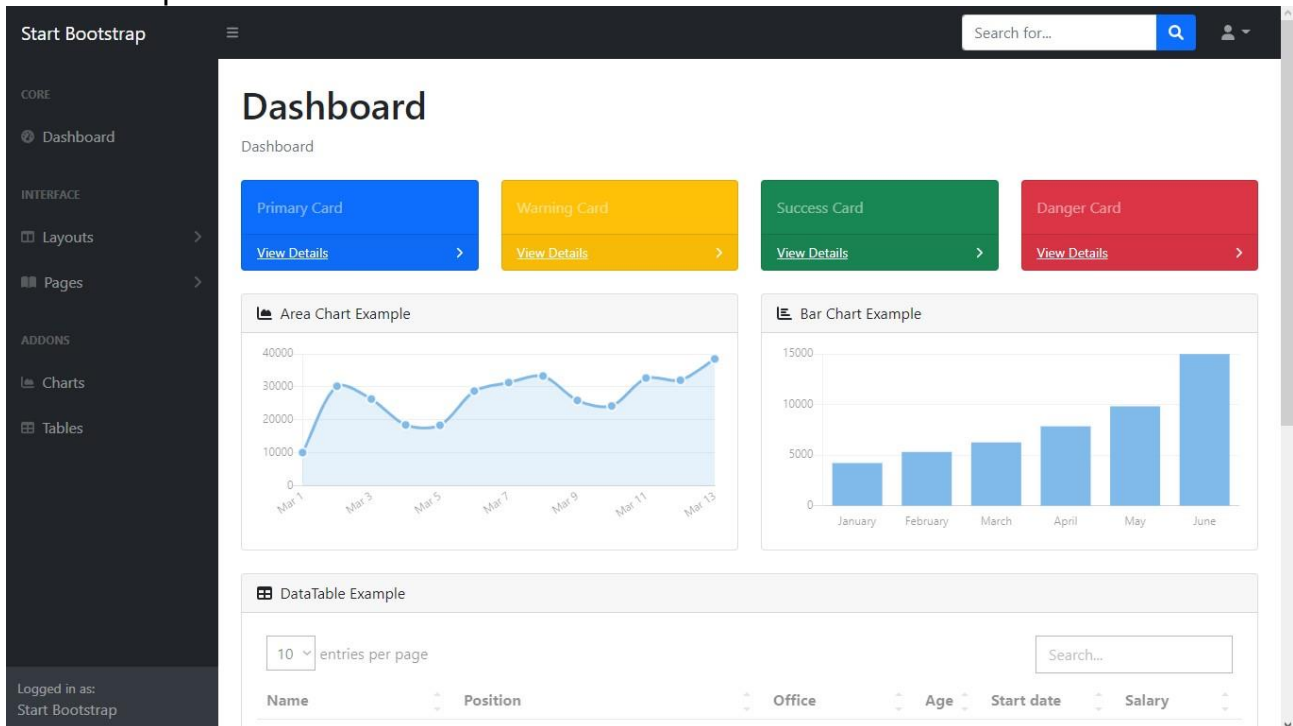 Start Bootstrap
Search for...
CORE
Dashboard
INTERFACE
Layouts
Pages
ADDONS
Charts
Tables
Logged in as:
Start Bootstrap
Dashboard
Dashboard
Primary Card
View Details
Warning Card
View Details
Success Card
View Details
Danger Card
View Details
Area Chart Example
40000
30000
20000
10000
0
Mar 1 Mar 3 Mar 5 Mar 7 Mar 9 Mar 11 Mar 13
Bar Chart Example
15000
10000
5000
0
January February March April May June
DataTable Example
10 entries per page
Search...
Name Position Office Age Start date Salary